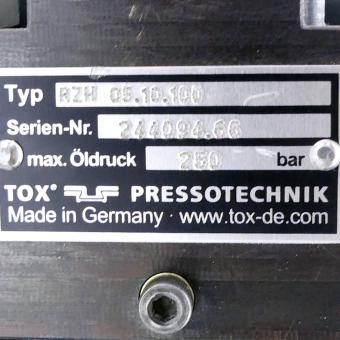 Typ RZH 05.10.100
Serien-Nr. 244094.66
max. Öldruck 250 bar
TOX® PRESSOTECHNIK
Made in Germany · www.tox-de.com